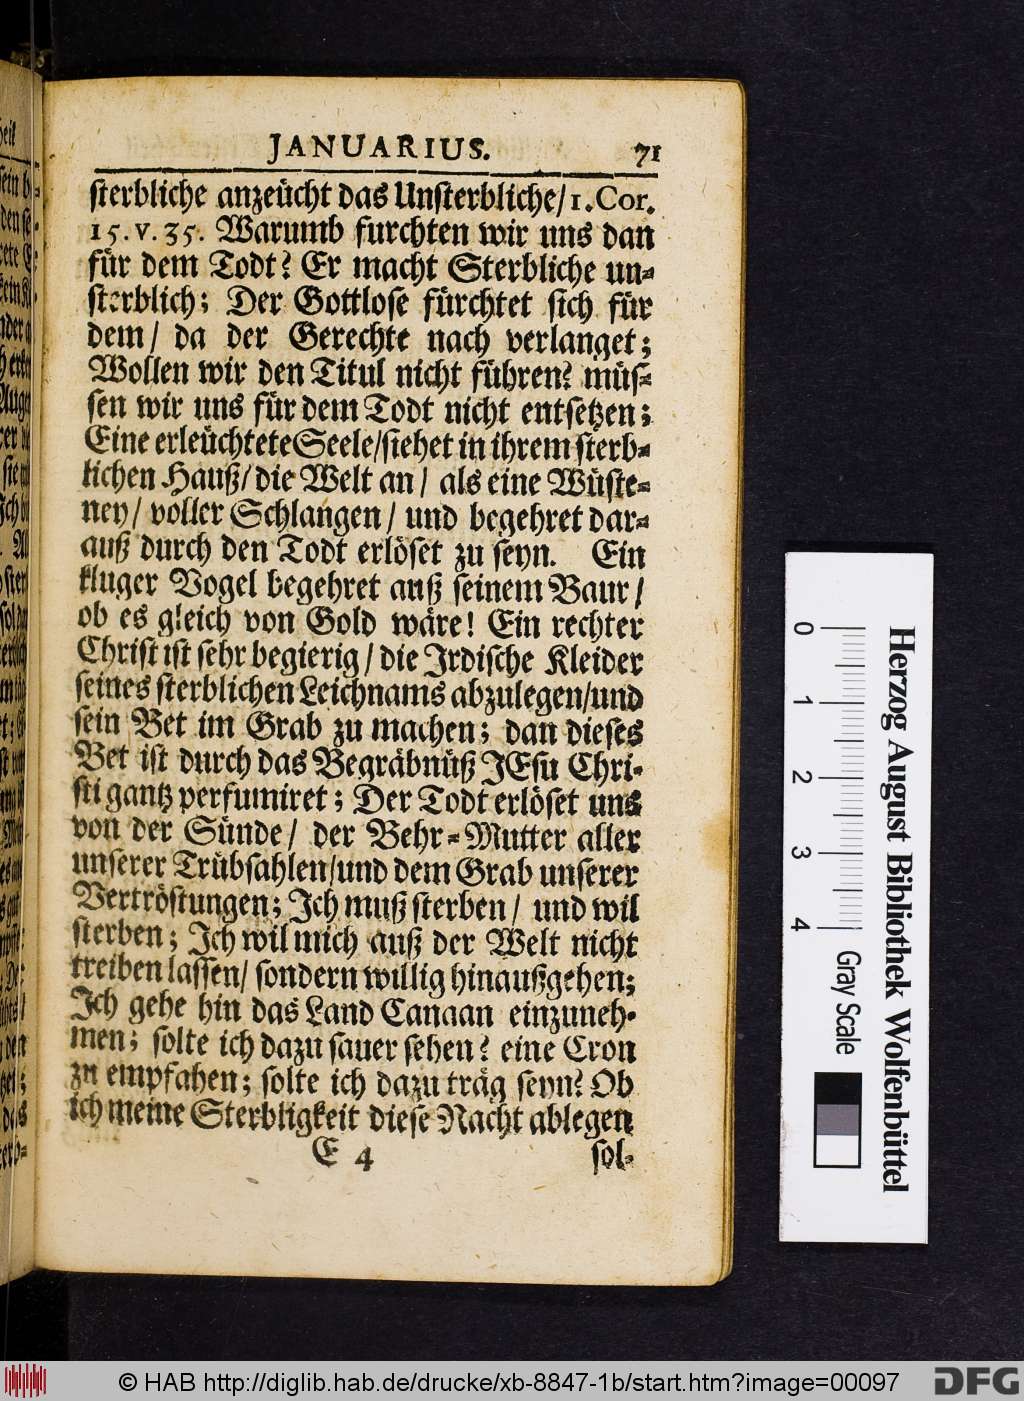 JANUARIUS. 71
sterbliche anzeücht das Unsterbliche/1. Cor.
15. v. 35. Warumb furchten wir uns dan
für dem Todt? Er macht Sterbliche un-
sterblich; Der Gottlose fürchtet sich für
dem/ da der Gerechte nach verlanget;
Wollen wir den Titul nicht führen? müs-
sen wir uns für dem Todt nicht entsetzen;
Eine erleüchtete Seele/siehet in ihrem sterb-
lichen Hauß/die Welt an/ als eine Wüste-
ney/ voller Schlangen/ und begehret dar-
auß durch den Todt erlöset zu seyn. Ein
kluger Vogel begehret auß seinem Baur/
ob es gleich von Gold wäre! Ein rechter
Christ ist sehr begierig/die Irdische Kleider
seines sterblichen Leichnams abzulegen/und
sein Bet im Grab zu machen; dan dieses
Bet ist durch das Begräbnüß JEsu Chri-
sti gantz perfumiret; Der Todt erlöset uns
von der Sünde/ der Behr-Mutter aller
unserer Trübsahlen/und dem Grab unserer
Vertröstungen; Ich muß sterben/ und wil
sterben; Ich wil mich auß der Welt nicht
treiben lassen/ sondern willig hinaußgehen;
Ich gehe hin das Land Canaan einzuneh-
men; solte ich dazu sauer sehen? eine Cron
zu empfahen; solte ich dazu träg seyn? Ob
ich meine Sterbligkeit diese Nacht ablegen
E 4 sol-
0 1 2 3 4
Gray Scale
Herzog August Bibliothek Wolfenbüttel
© HAB http://diglib.hab.de/drucke/xb-8847-1b/start.htm?image=00097
DFG